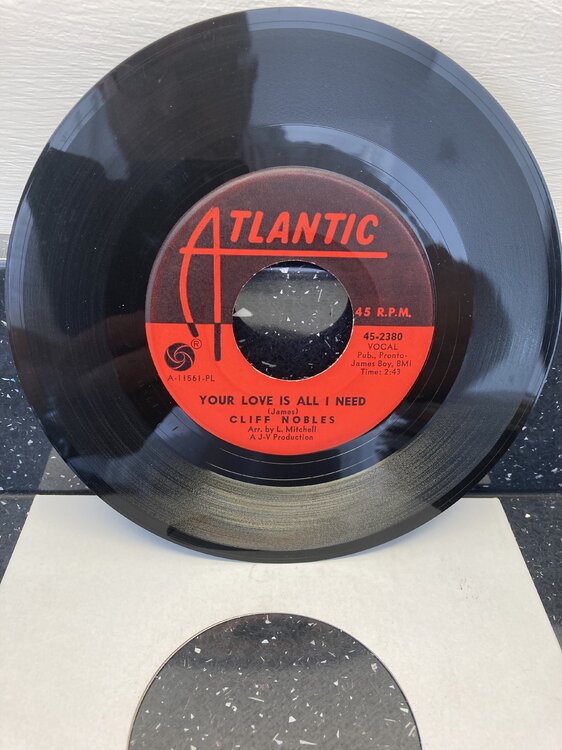 ATLANTIC
45 R.P.M.
45-2380
VOCAL
Pub., Pronto-
James Boy, BMI
Time: 2:43
®
A-11561-PL
YOUR LOVE IS ALL I NEED
(James)
CLIFF NOBLES
Arr. by L. Mitchell
A J-V Production